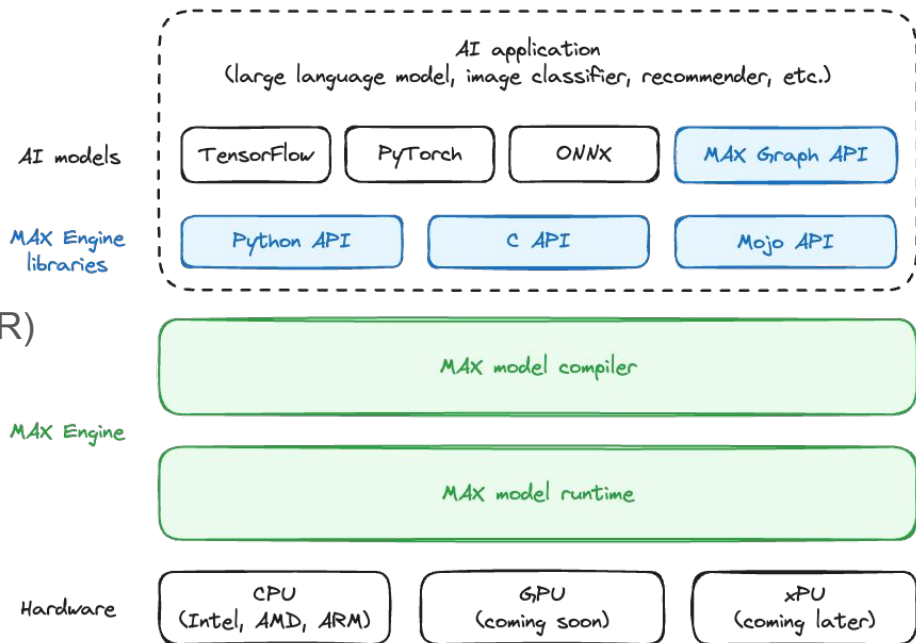 AI application
(large language model, image classifier, recommender, etc.)
AI models
TensorFlow
PyTorch
ONNX
MAX Graph API
MAX Engine
libraries
Python API
C API
Mojo API
R)
MAX model compiler
MAX Engine
MAX model runtime
Hardware
CPU
(Intel, AMD, ARM)
GPU
(coming soon)
xPU
(coming later)